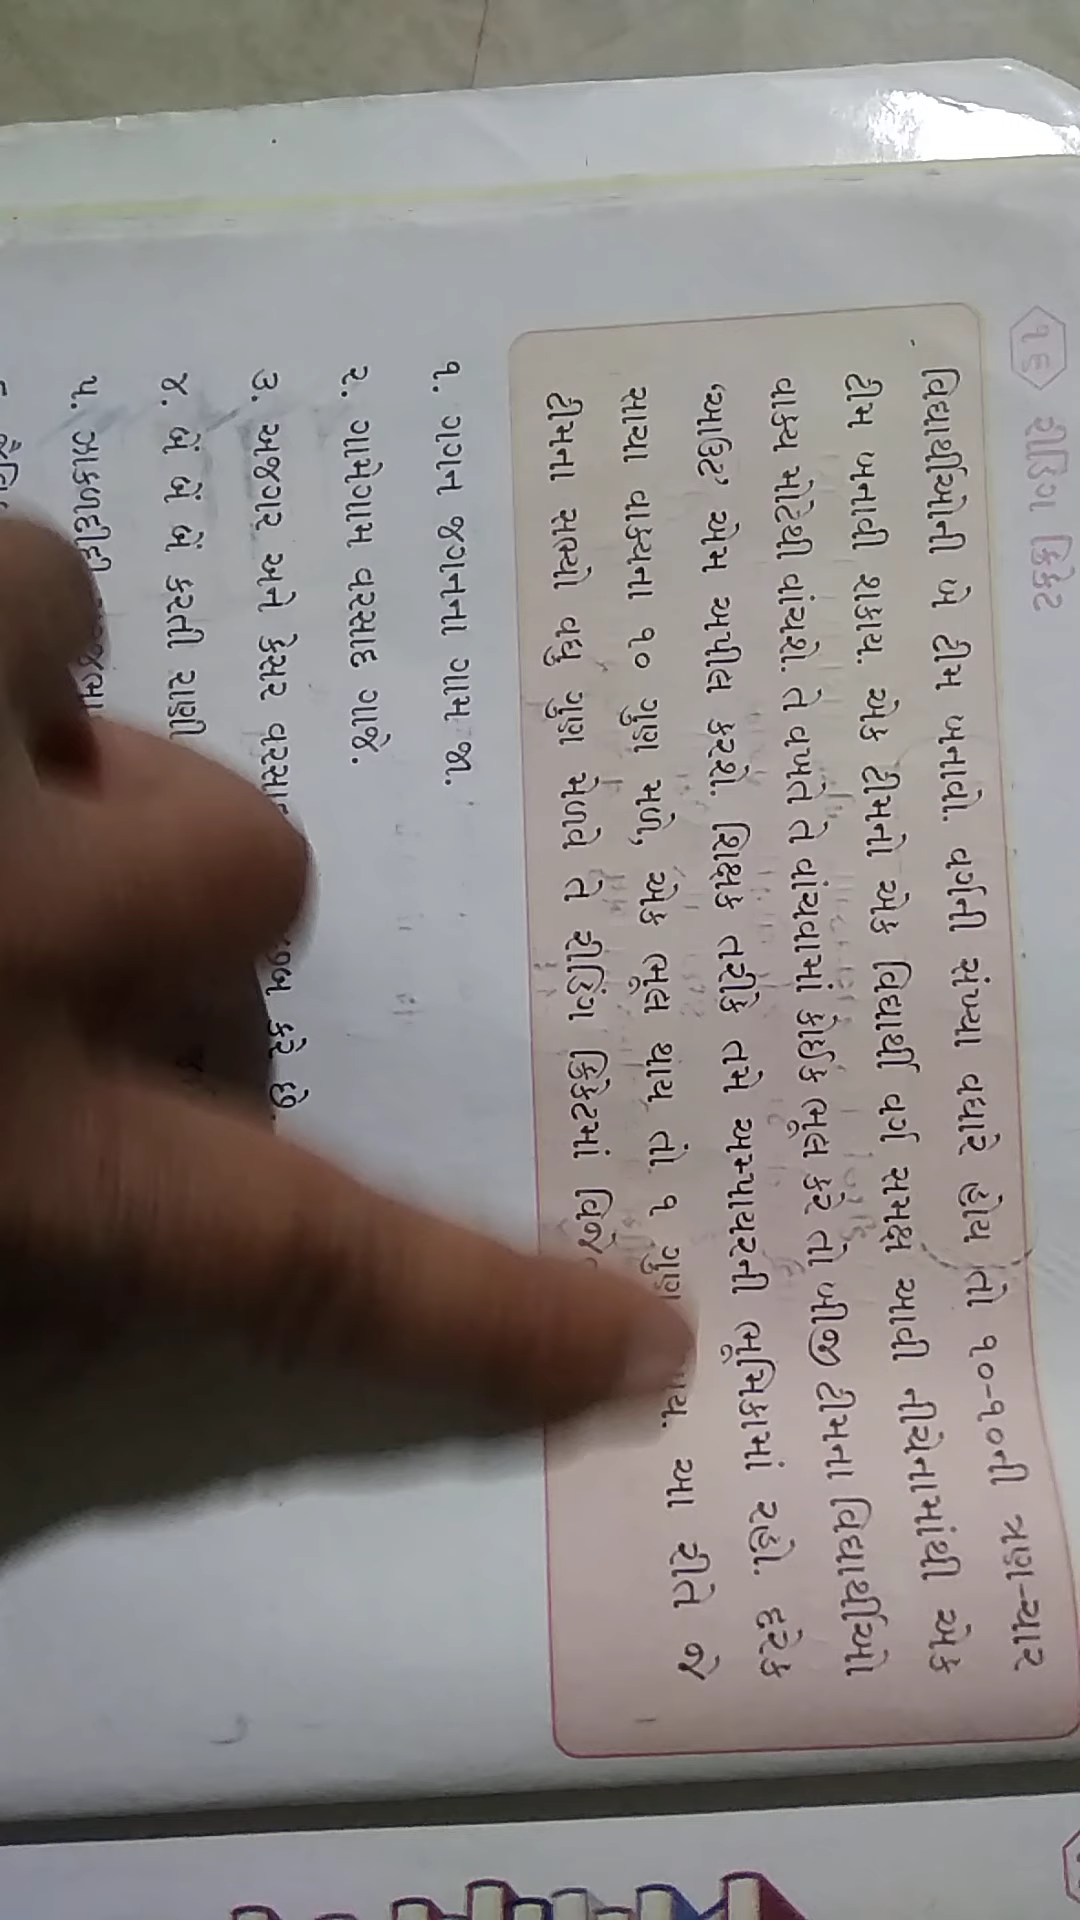 ૧૬ રીડિંગ ક્રિકેટ
વિદ્યાર્થીઓની બે ટીમ બનાવો. વર્ગની સંખ્યા વધારે હોય તો ૧૦-૧૦ની ત્રણ-ચાર
ટીમ બનાવી શકાય. એક ટીમનો એક વિદ્યાર્થી વર્ગ સમક્ષ આવી નીચેનામાંથી એક
વાક્ય મોટેથી વાંચશે. તે વખતે તે વાંચવામાં કોઈક ભૂલ કરે તો બીજી ટીમના વિદ્યાર્થીઓ
'આઉટ' એમ અપીલ કરશે. શિક્ષક તરીકે તમે અમ્પાયરની ભૂમિકામાં રહો. દરેક
સાચા વાક્યના ૧૦ ગુણ મળે, એક ભૂલ થાય તો ૧ ગુણ આ રીતે જે
ટીમના સભ્યો વધુ ગુણ મેળવે તે રીડિંગ ક્રિકેટમાં
૧. ગગન જગનના ગામ જા.
૨. ગામેગામ વરસાદ ગાજે.
૩. અજગર અને કેસર કરે છે.
૪. બેં બેં બેં કરતી રાણી
૫.